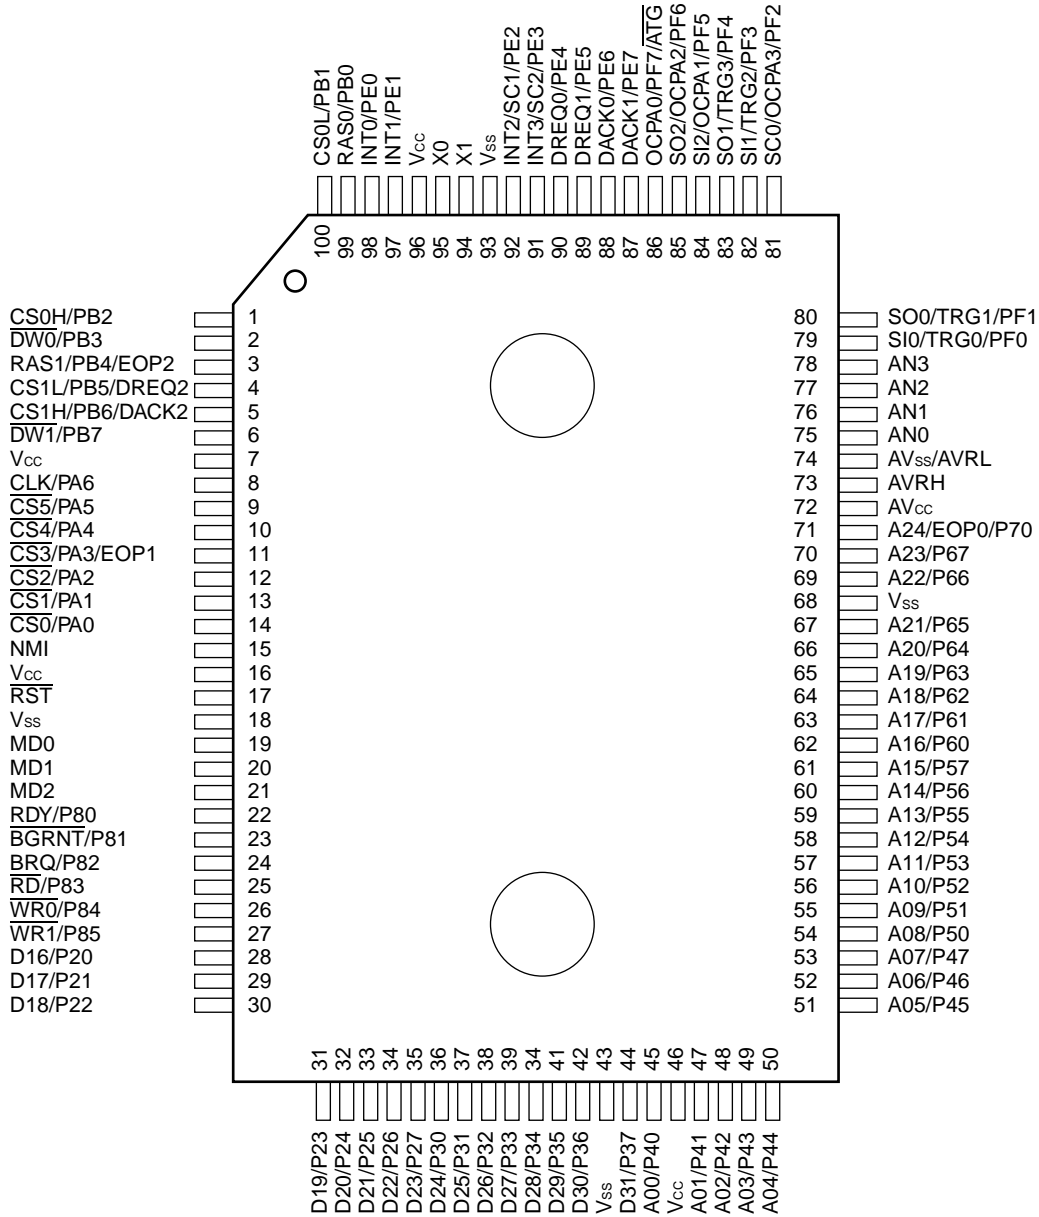 CS0L/PB1
RAS0/PB0
INT0/PE0
INT1/PE1
Vcc
X0
X1
Vss
INT2/SC1/PE2
INT3/SC2/PE3
DREQ0/PE4
DREQ1/PE5
DACK0/PE6
DACK1/PE7
OCPA0/PF7/A̅T̅G̅
SO2/OCPA2/PF6
SI2/OCPA1/PF5
SO1/TRG3/PF4
SI1/TRG2/PF3
SC0/OCPA3/PF2
100
99
98
97
96
95
94
93
92
91
90
89
88
87
86
85
84
83
82
81
CS0H/PB2 1
D̅W̅0̅/PB3 2
RAS1/PB4/EOP2 3
CS1L/PB5/DREQ2 4
CS1H/PB6/DACK2 5
D̅W̅1̅/PB7 6
Vcc 7
CLK/PA6 8
C̅S̅5̅/PA5 9
C̅S̅4̅/PA4 10
C̅S̅3̅/PA3/EOP1 11
C̅S̅2̅/PA2 12
C̅S̅1̅/PA1 13
C̅S̅0̅/PA0 14
NMI 15
Vcc 16
R̅S̅T̅ 17
Vss 18
MD0 19
MD1 20
MD2 21
RDY/P80 22
B̅G̅R̅N̅T̅/P81 23
BRQ/P82 24
R̅D̅/P83 25
W̅R̅0̅/P84 26
W̅R̅1̅/P85 27
D16/P20 28
D17/P21 29
D18/P22 30
80 SO0/TRG1/PF1
79 SI0/TRG0/PF0
78 AN3
77 AN2
76 AN1
75 AN0
74 AVss/AVRL
73 AVRH
72 AVcc
71 A24/EOP0/P70
70 A23/P67
69 A22/P66
68 Vss
67 A21/P65
66 A20/P64
65 A19/P63
64 A18/P62
63 A17/P61
62 A16/P60
61 A15/P57
60 A14/P56
59 A13/P55
58 A12/P54
57 A11/P53
56 A10/P52
55 A09/P51
54 A08/P50
53 A07/P47
52 A06/P46
51 A05/P45
31
32
33
34
35
36
37
38
39
34
41
42
43
44
45
46
47
48
49
50
D19/P23
D20/P24
D21/P25
D22/P26
D23/P27
D24/P30
D25/P31
D26/P32
D27/P33
D28/P34
D29/P35
D30/P36
Vss
D31/P37
A00/P40
Vcc
A01/P41
A02/P42
A03/P43
A04/P44